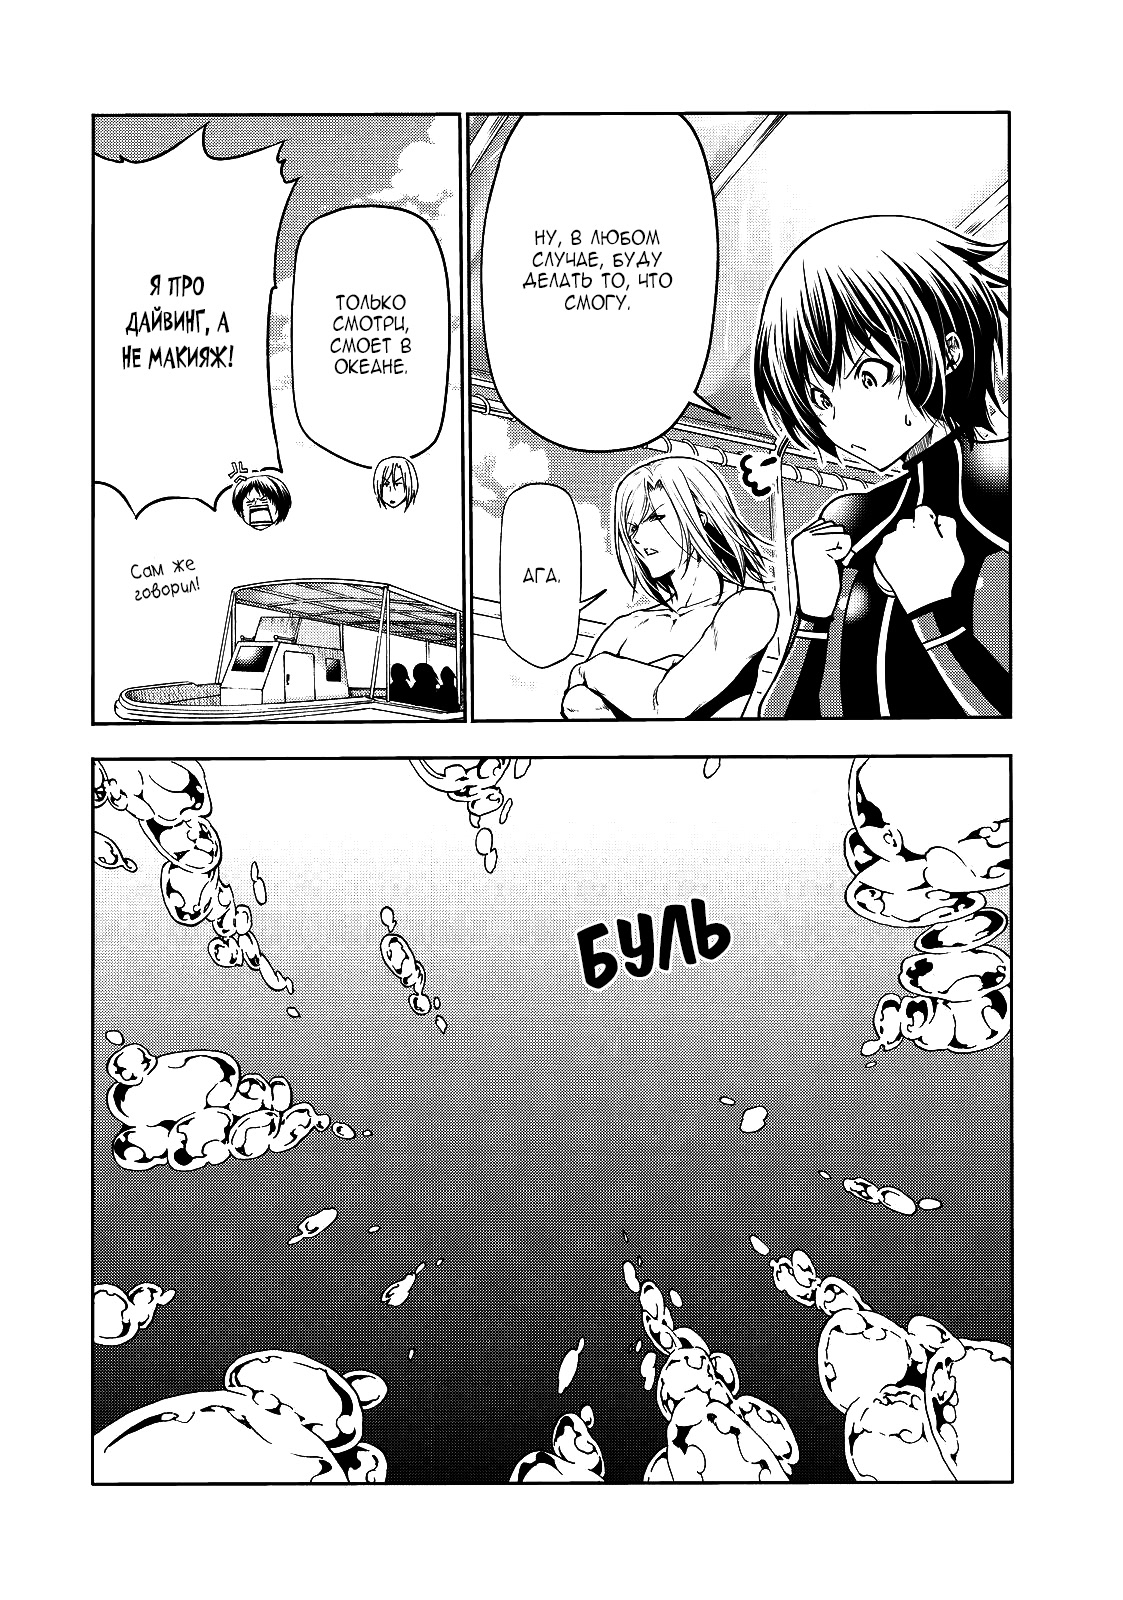 НУ, В ЛЮБОМ
СЛУЧАЕ, БУДУ
ДЕЛАТЬ ТО, ЧТО
СМОГУ.
АГА.
ТОЛЬКО
СМОТРИ,
СМОЕТ В
ОКЕАНЕ.
Я ПРО
ДАЙВИНГ, А
НЕ МАКИЯЖ!
Сам же
говорил!
БУЛЬ